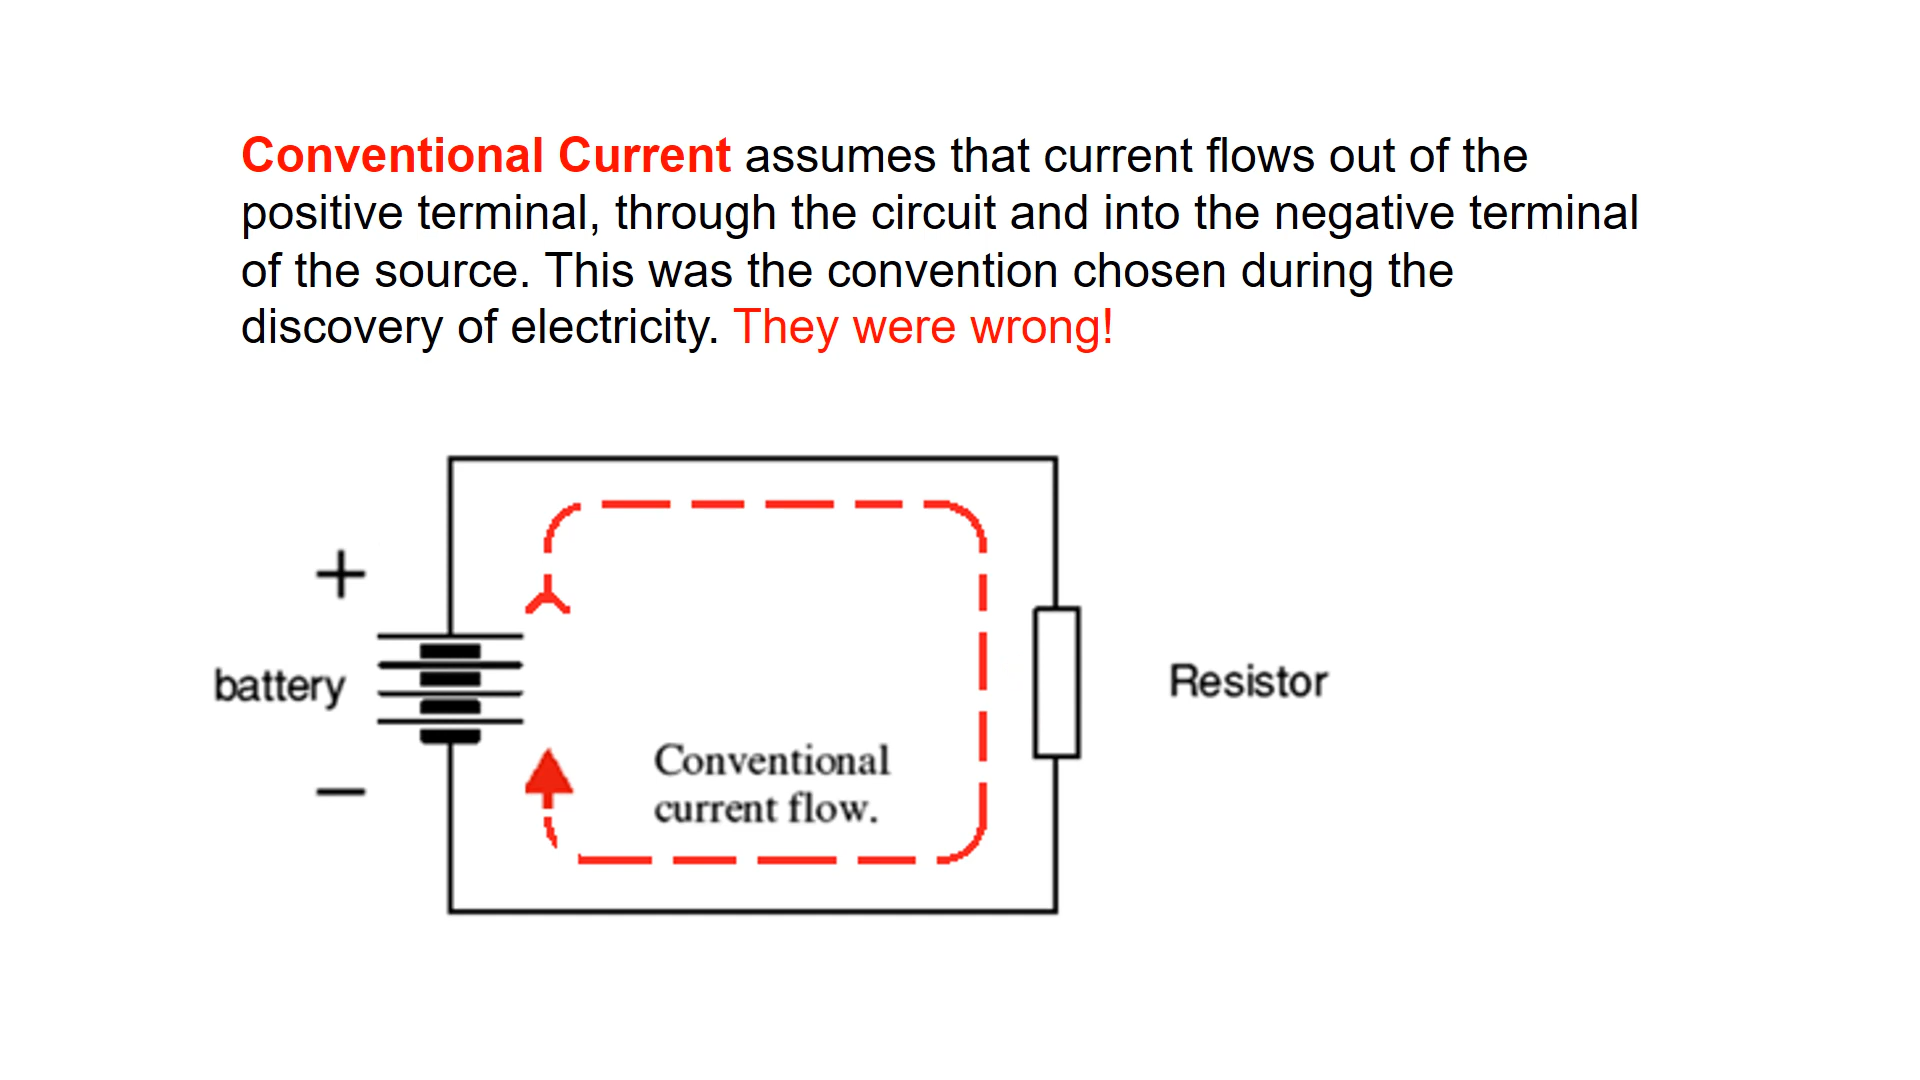 Conventional Current assumes that current flows out of the
positive terminal, through the circuit and into the negative terminal
of the source. This was the convention chosen during the
discovery of electricity. They were wrong!
+
battery
−
Conventional
current flow.
Resistor